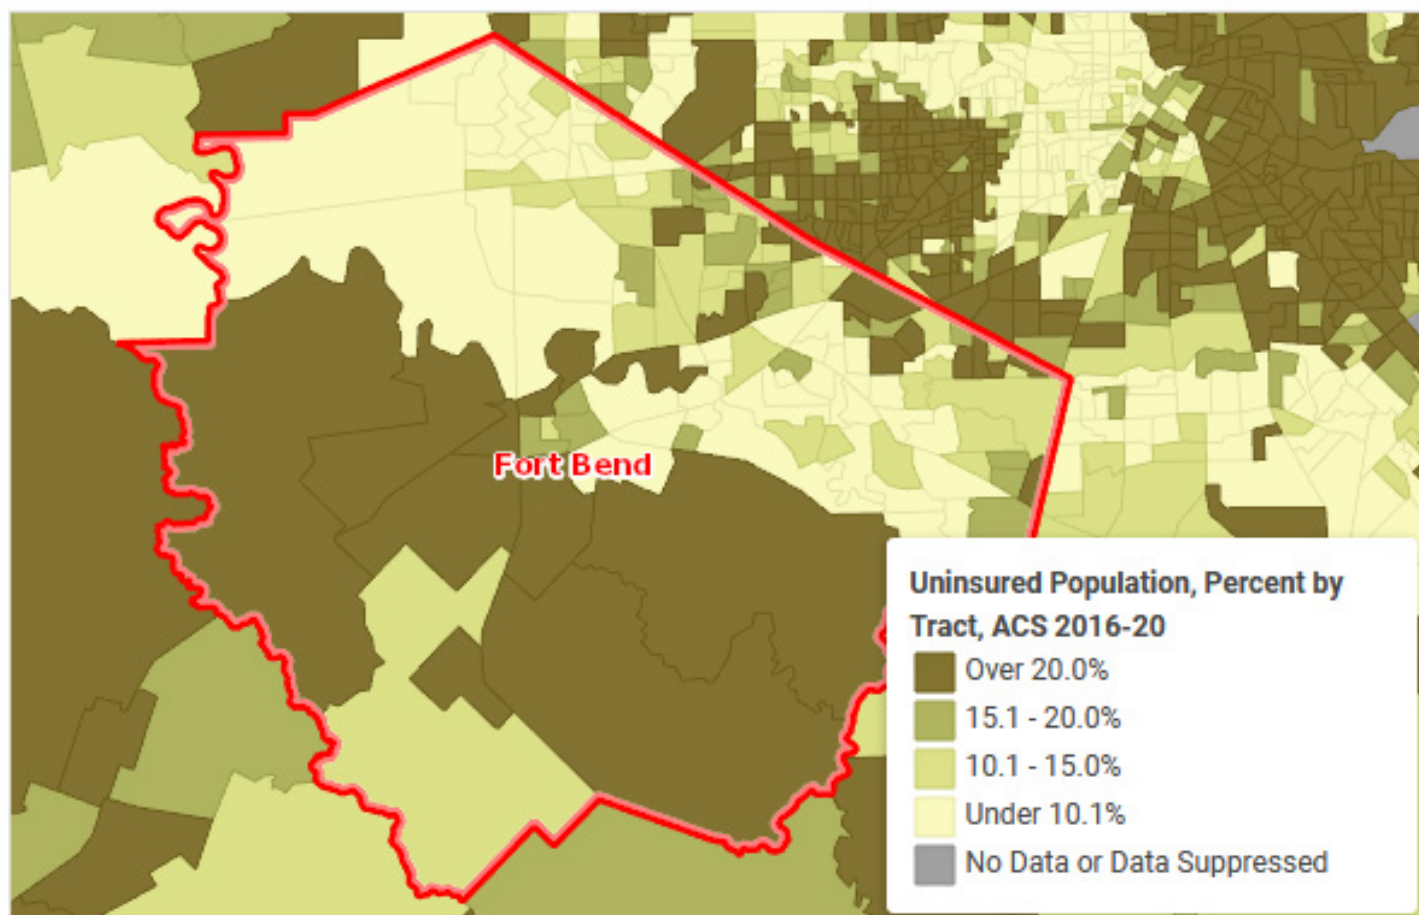 Fort Bend
Uninsured Population, Percent by
Tract, ACS 2016-20
Over 20.0%
15.1 - 20.0%
10.1 - 15.0%
Under 10.1%
No Data or Data Suppressed